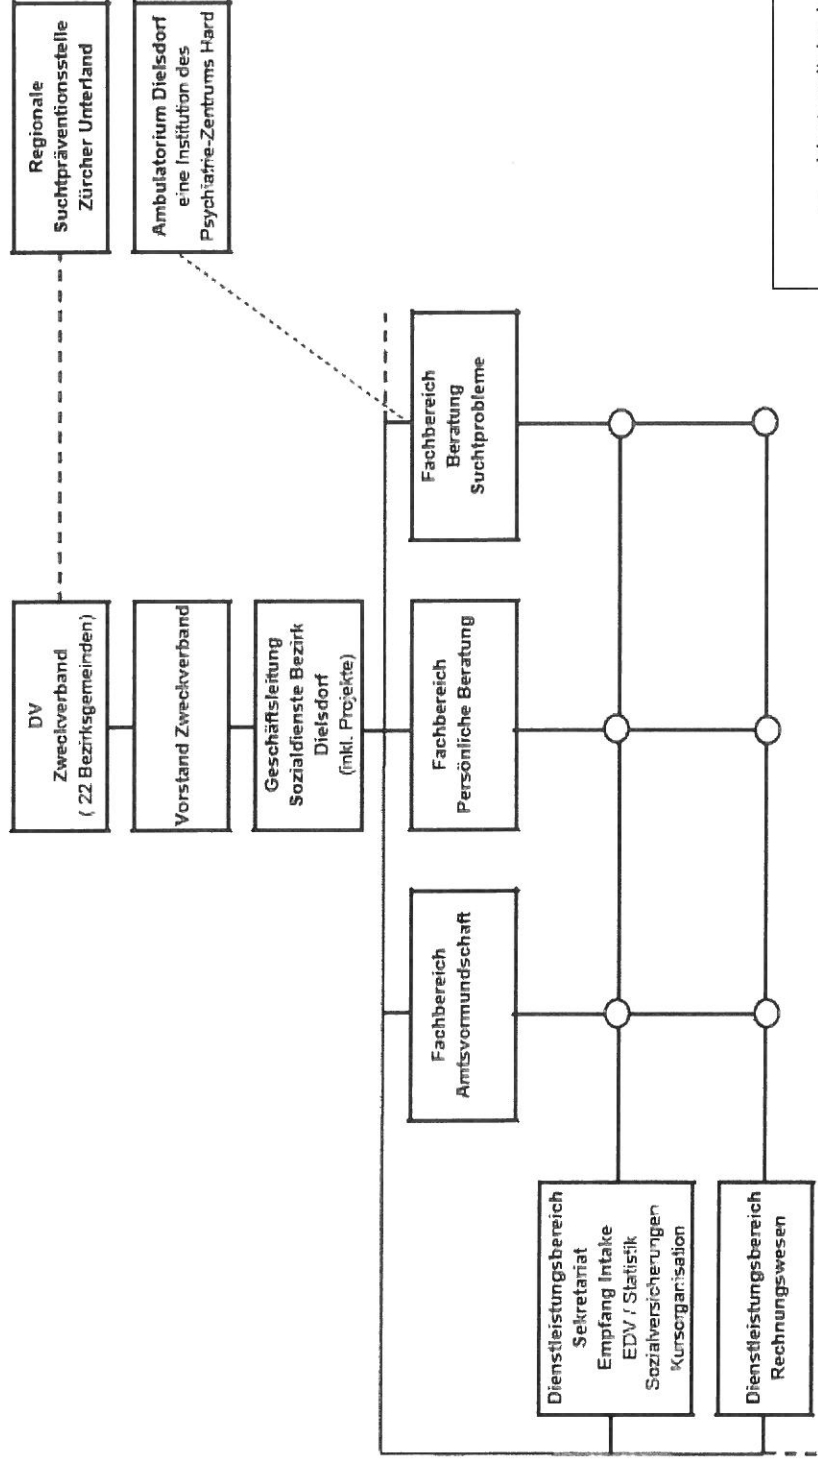 DV
Zweckverband
( 22 Bezirksgemeinden)
Regionale
Suchtpräventionsstelle
Zürcher Unterland
Vorstand Zweckverband
Ambulatorium Dielsdorf
eine Institution des
Psychiatrie-Zentrums Hard
Geschäftsleitung
Sozialdienste Bezirk
Dielsdorf
(inkl. Projekte)
Fachbereich
Amtsvormundschaft
Fachbereich
Persönliche Beratung
Fachbereich
Beratung
Suchtprobleme
Dienstleistungsbereich
Sekretariat
Empfang Intake
EDV / Statistik
Sozialversicherungen
Kursorganisation
Dienstleistungsbereich
Rechnungswesen